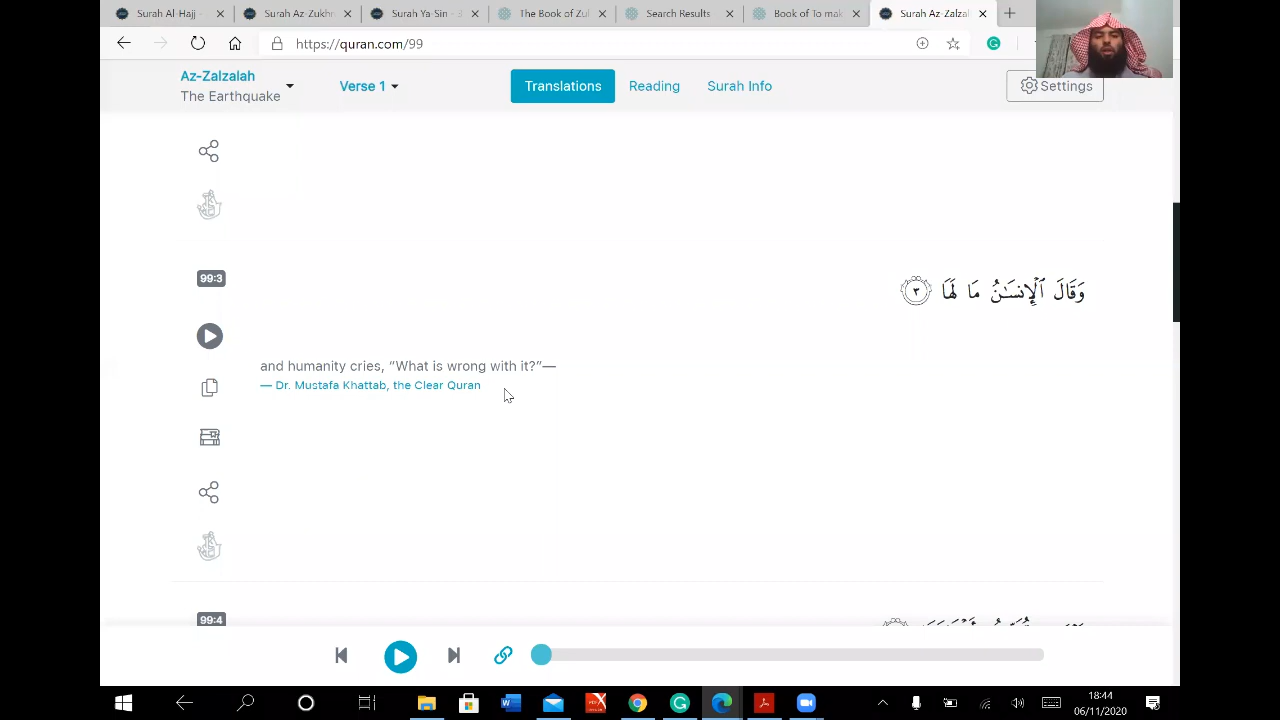 Surah Al-Hajj -
Surah Az-Zukhr
Surah Ya-Sin - S
The Book of Zul
Search Results
Book of Io mak
Surah Az-Zalzal
https://quran.com/99
Az-Zalzalah
The Earthquake
Verse 1
Translations
Reading
Surah Info
Settings
99:3
وَقَالَ ٱلْإِنسَـٰنُ مَا لَهَا ٣
and humanity cries, “What is wrong with it?”—
— Dr. Mustafa Khattab, the Clear Quran
99:4
18:44
06/11/2020